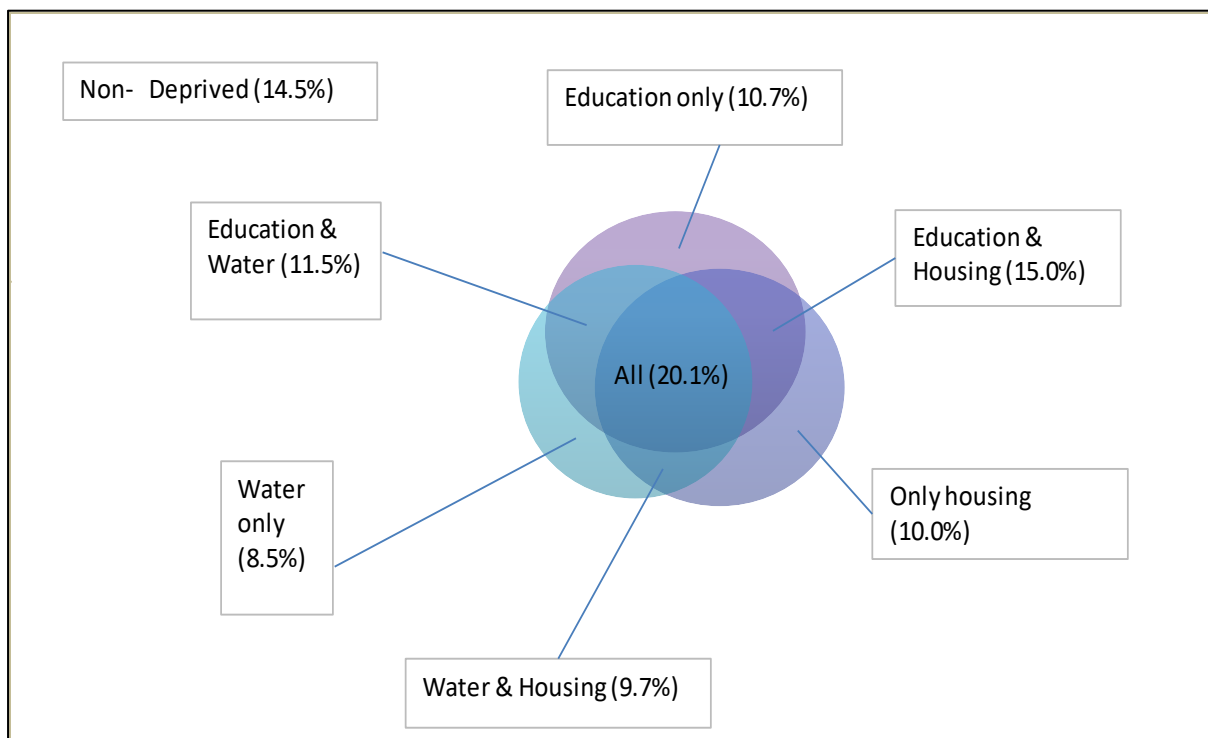 Non- Deprived (14.5%)
Education only (10.7%)
Education &
Water (11.5%)
Education &
Housing (15.0%)
All (20.1%)
Water
only
(8.5%)
Only housing
(10.0%)
Water & Housing (9.7%)